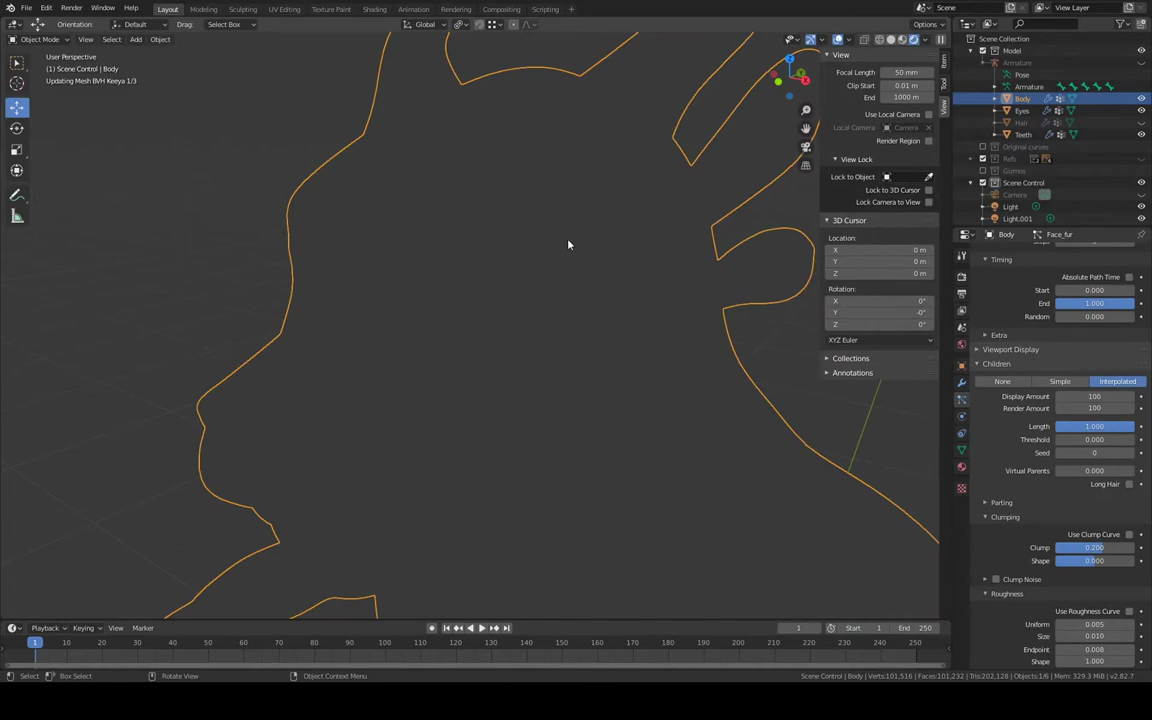 File Edit Render Window Help Layout Modeling Sculpting UV Editing Texture Paint Shading Animation Rendering Compositing Scripting + Scene View Layer
Orientation: Default Drag: Select Box Global Options
Object Mode View Select Add Object
User Perspective
(1) Scene Control | Body
Updating Mesh BVH Keeya 1/3
View
Focal Length 50 mm
Clip Start 0.01 m
End 1000 m
Use Local Camera
Local Camera Camera
Render Region
View Lock
Lock to Object
Lock to 3D Cursor
Lock Camera to View
3D Cursor
Location:
X 0 m
Y 0 m
Z 0 m
Rotation:
X 0°
Y -0°
Z 0°
XYZ Euler
Collections
Annotations
Item
Tool
View
Z
Y
X
Scene Collection
Model
Armature
Pose
Armature
Body
Eyes
Hair
Teeth
Original curves
Refs
Gizmos
Scene Control
Camera
Light
Light.001
Body Face_fur
Timing
Absolute Path Time
Start 0.000
End 1.000
Random 0.000
Extra
Viewport Display
Children
None Simple Interpolated
Display Amount 100
Render Amount 100
Length 1.000
Threshold 0.000
Seed 0
Virtual Parents 0.000
Long Hair
Parting
Clumping
Use Clump Curve
Clump 0.200
Shape 0.000
Clump Noise
Roughness
Use Roughness Curve
Uniform 0.005
Size 0.010
Endpoint 0.008
Shape 1.000
Playback Keying View Marker 1 Start 1 End 250
1 10 20 30 40 50 60 70 80 90 100 110 120 130 140 150 160 170 180 190 200 210 220 230 240 250
Select Box Select Rotate View Object Context Menu Scene Control | Body | Verts:101,516 | Faces:101,232 | Tris:202,128 | Objects:1/6 | Mem: 329.3 MiB | v2.82.7